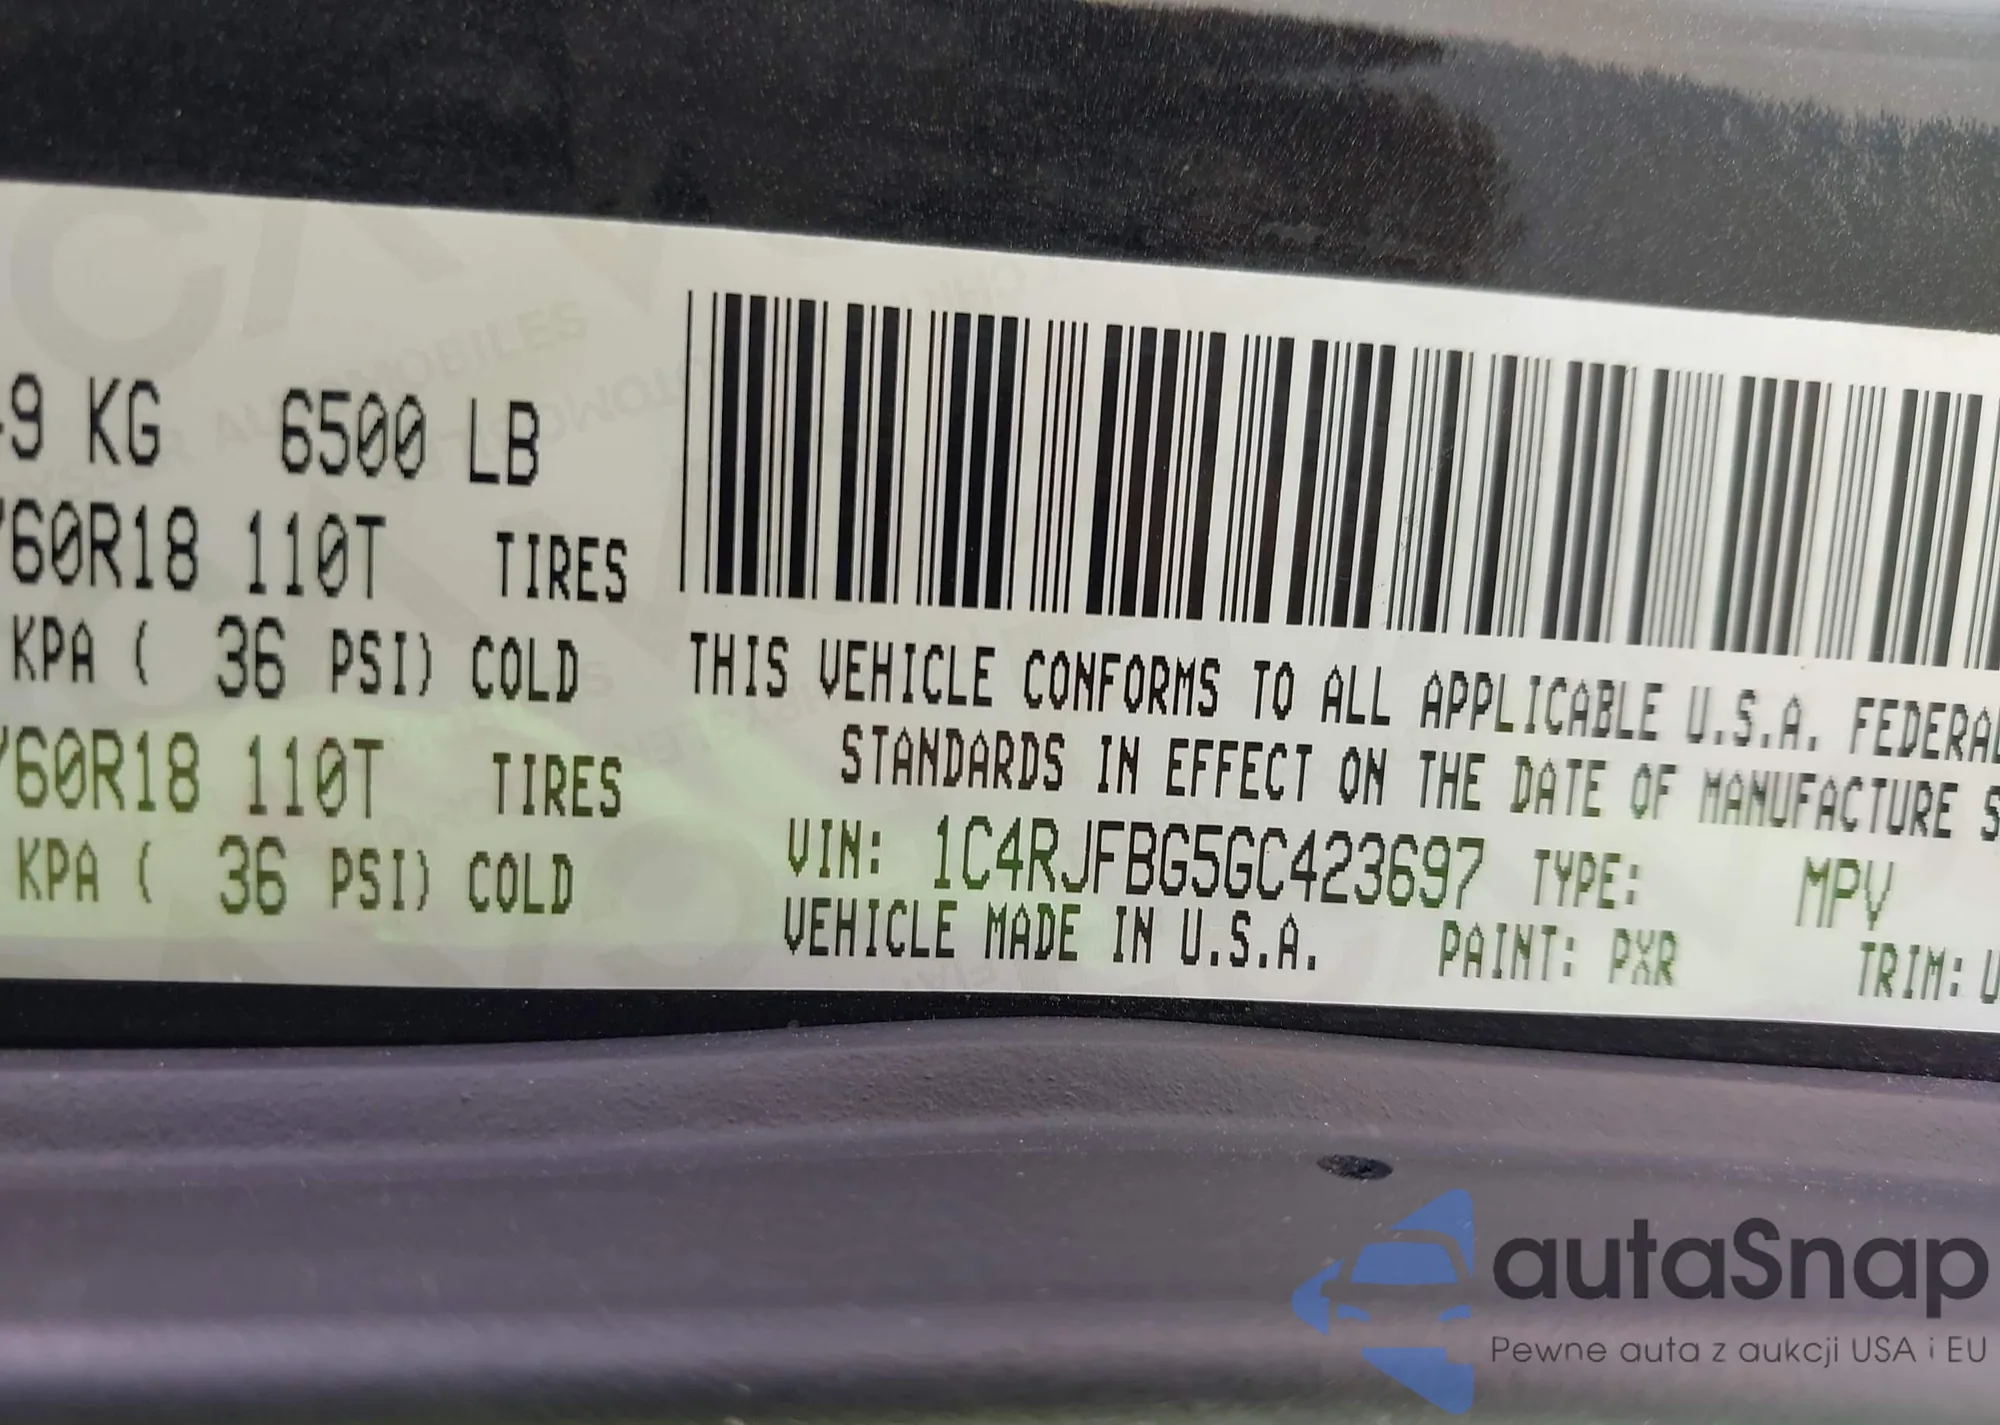 -9 KG 6500 LB
/60R18 110T TIRES
KPA ( 36 PSI) COLD
/60R18 110T TIRES
KPA ( 36 PSI) COLD
THIS VEHICLE CONFORMS TO ALL APPLICABLE U.S.A. FEDERAL
STANDARDS IN EFFECT ON THE DATE OF MANUFACTURE S
VIN: 1C4RJFBG5GC423697 TYPE: MPV
VEHICLE MADE IN U.S.A. PAINT: PXR TRIM: U
AUTOMOBILES
autaSnap
Pewne auta z aukcji USA i EU